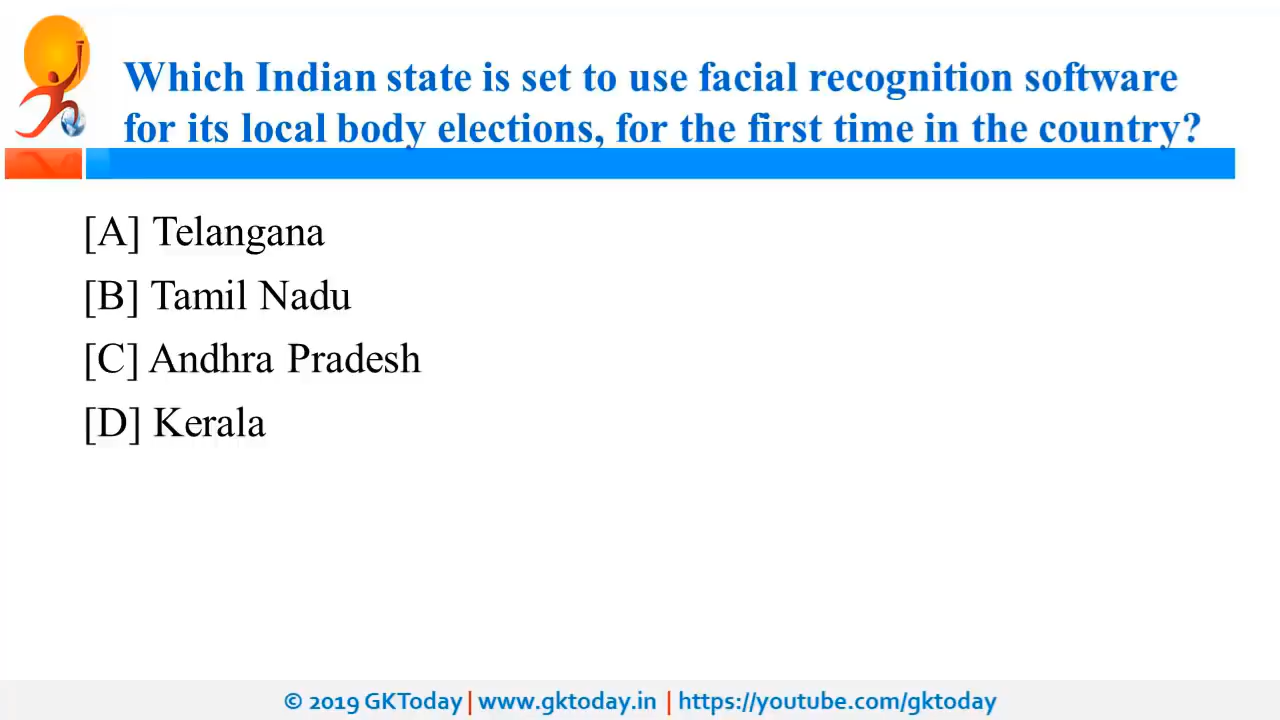 Which Indian state is set to use facial recognition software
for its local body elections, for the first time in the country?
[A] Telangana
[B] Tamil Nadu
[C] Andhra Pradesh
[D] Kerala
© 2019 GKToday | www.gktoday.in | https://youtube.com/gktoday